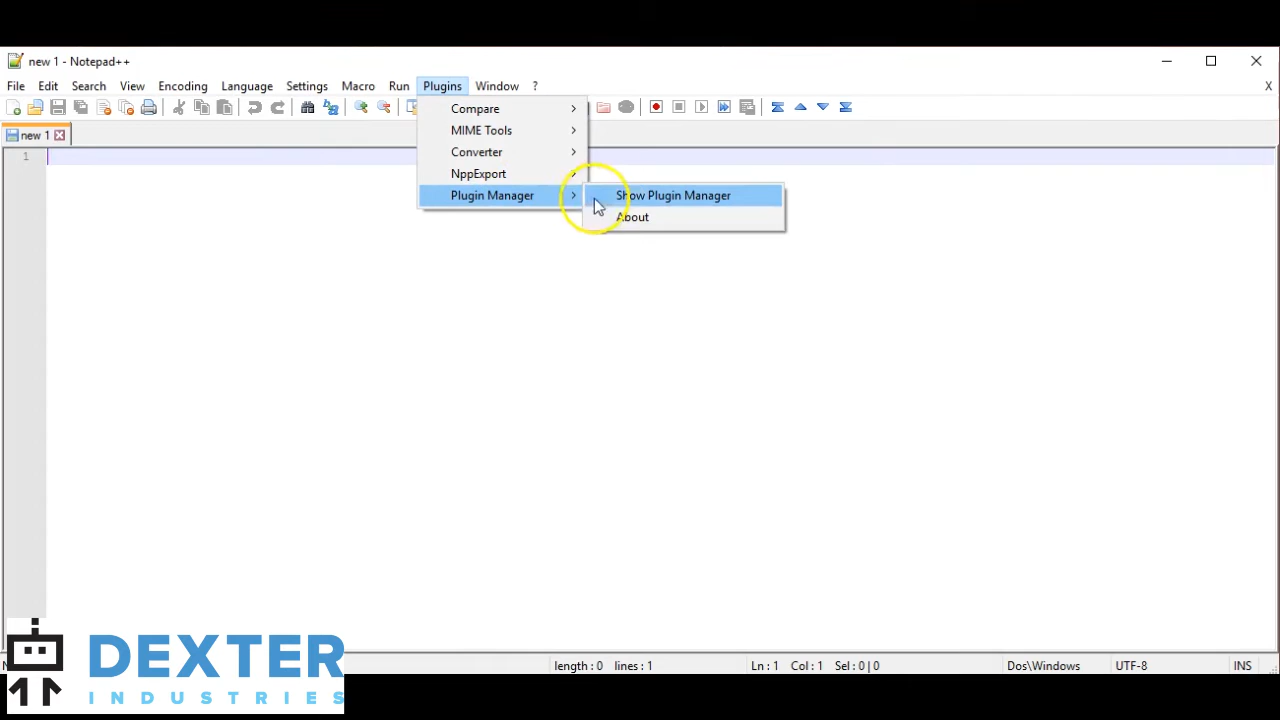 new 1 - Notepad++
File Edit Search View Encoding Language Settings Macro Run Plugins Window ? X
new 1
1
Compare
MIME Tools
Converter
NppExport
Plugin Manager
Show Plugin Manager
About
length : 0 lines : 1 Ln : 1 Col : 1 Sel : 0 | 0 Dos\Windows UTF-8 INS
DEXTER
INDUSTRIES